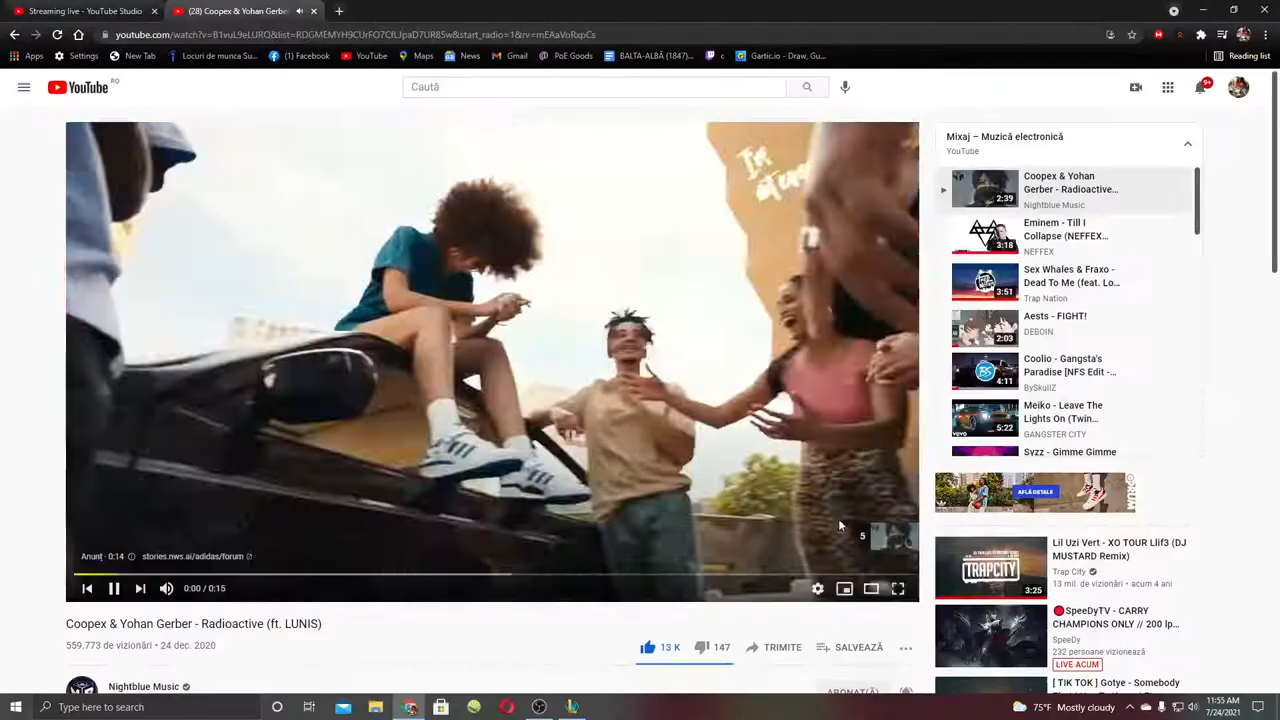 Streaming live - YouTube Studio
(28) Coopex & Yohan Gerbe
youtube.com/watch?v=B1vuL9eLURQ&list=RDGMEMYH9CUrFO7CfLJpaD7UR85w&start_radio=1&rv=mEAaVoRxpCs
Apps
Settings
New Tab
Locuri de munca Su...
(1) Facebook
YouTube
Maps
News
Gmail
PoE Goods
BALTA-ALBĂ (1847)...
c
Gartic.io - Draw, Gu...
Reading list
YouTube RO
Caută
9+
5
Anunț · 0:14
stories.nws.ai/adidas/forum
0:00 / 0:15
Coopex & Yohan Gerber - Radioactive (ft. LUNIS)
559.773 de vizionări • 24 dec. 2020
13 K
147
TRIMITE
SALVEAZĂ
Nightblue Music
ABONAT(Ă)
Mixaj – Muzică electronică
YouTube
2:39
Coopex & Yohan
Gerber - Radioactive...
Nightblue Music
3:18
Eminem - Till I
Collapse (NEFFEX...
NEFFEX
3:51
Sex Whales & Fraxo -
Dead To Me (feat. Lo...
Trap Nation
2:03
Aests - FIGHT!
DEBOIN
4:11
Coolio - Gangsta's
Paradise [NFS Edit -...
BySkullZ
5:22
Meiko - Leave The
Lights On (Twin...
GANGSTER CITY
Syzz - Gimme Gimme
AFLĂ DETALII
TRAPCITY
3:25
Lil Uzi Vert - XO TOUR Llif3 (DJ
MUSTARD Remix)
Trap City
13 mil. de vizionări • acum 4 ani
SpeeDyTV - CARRY
CHAMPIONS ONLY // 200 lp...
SpeeDy
232 persoane vizionează
LIVE ACUM
[ TIK TOK ] Gotye - Somebody
Type here to search
75°F Mostly cloudy
11:55 AM
7/24/2021